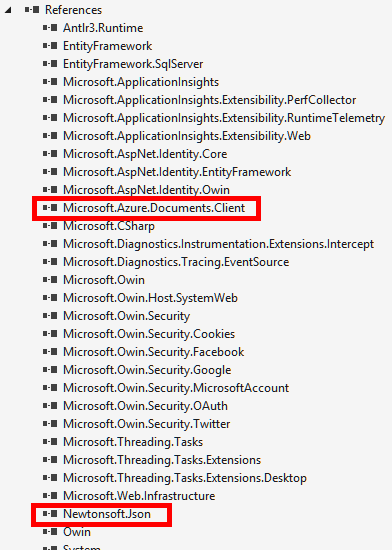 References
Antlr3.Runtime
EntityFramework
EntityFramework.SqlServer
Microsoft.ApplicationInsights
Microsoft.ApplicationInsights.Extensibility.PerfCollector
Microsoft.ApplicationInsights.Extensibility.RuntimeTelemetry
Microsoft.ApplicationInsights.Extensibility.Web
Microsoft.AspNet.Identity.Core
Microsoft.AspNet.Identity.EntityFramework
Microsoft.AspNet.Identity.Owin
Microsoft.Azure.Documents.Client
Microsoft.CSharp
Microsoft.Diagnostics.Instrumentation.Extensions.Intercept
Microsoft.Diagnostics.Tracing.EventSource
Microsoft.Owin
Microsoft.Owin.Host.SystemWeb
Microsoft.Owin.Security
Microsoft.Owin.Security.Cookies
Microsoft.Owin.Security.Facebook
Microsoft.Owin.Security.Google
Microsoft.Owin.Security.MicrosoftAccount
Microsoft.Owin.Security.OAuth
Microsoft.Owin.Security.Twitter
Microsoft.Threading.Tasks
Microsoft.Threading.Tasks.Extensions
Microsoft.Threading.Tasks.Extensions.Desktop
Microsoft.Web.Infrastructure
Newtonsoft.Json
Owin
System